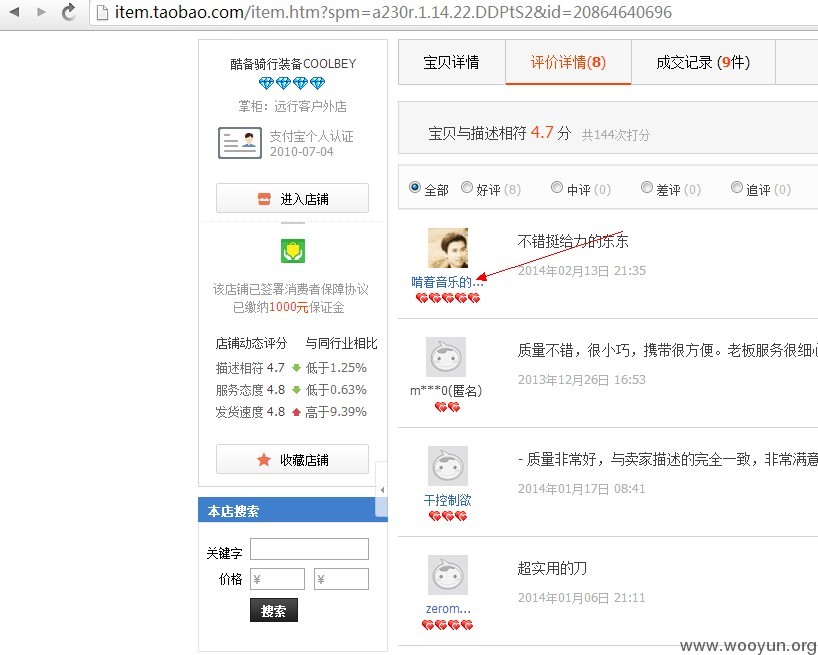 item.taobao.com/item.htm?spm=a230r.1.14.22.DDPtS2&id=20864640696
酷备骑行装备COOLBEY
掌柜：远行客户外店
支付宝个人认证
2010-07-04
进入店铺
该店铺已签署消费者保障协议
已缴纳1000元保证金
店铺动态评分 与同行业相比
描述相符 4.7 低于1.25%
服务态度 4.8 低于0.63%
发货速度 4.8 高于9.39%
收藏店铺
本店搜索
关键字
价格 ¥ ¥
搜索
宝贝详情 评价详情(8) 成交记录 (9件)
宝贝与描述相符 4.7 分 共144次打分
全部 好评 (8) 中评 (0) 差评 (0) 追评 (0)
不错挺给力的东东
2014年02月13日 21:35
啃着音乐的...
质量不错，很小巧，携带很方便。老板服务很细心
2013年12月26日 16:53
m***0(匿名)
- 质量非常好，与卖家描述的完全一致，非常满意
2014年01月17日 08:41
干控制欲
超实用的刀
2014年01月06日 21:11
zerom...
www.wooyun.org